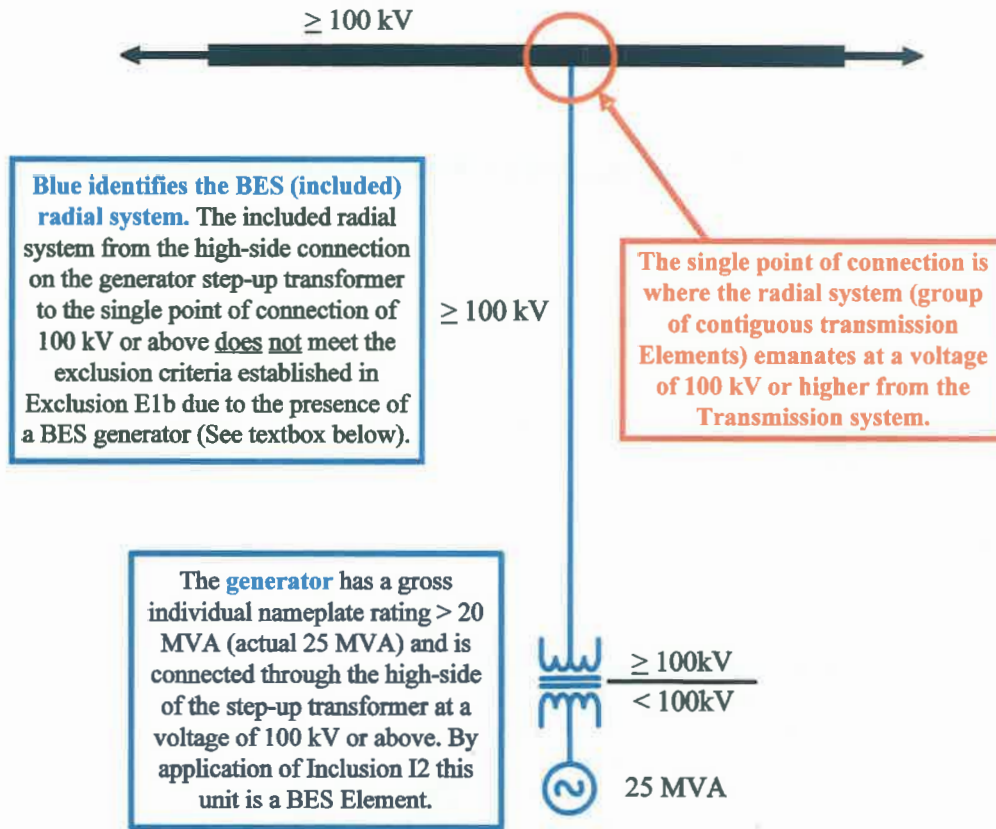 ≥ 100 kV
Blue identifies the BES (included)
radial system. The included radial
system from the high-side connection
on the generator step-up transformer
to the single point of connection of
100 kV or above does not meet the
exclusion criteria established in
Exclusion E1b due to the presence of
a BES generator (See textbox below).
≥ 100 kV
The single point of connection is
where the radial system (group
of contiguous transmission
Elements) emanates at a voltage
of 100 kV or higher from the
Transmission system.
The generator has a gross
individual nameplate rating > 20
MVA (actual 25 MVA) and is
connected through the high-side
of the step-up transformer at a
voltage of 100 kV or above. By
application of Inclusion I2 this
unit is a BES Element.
≥ 100kV
< 100kV
25 MVA